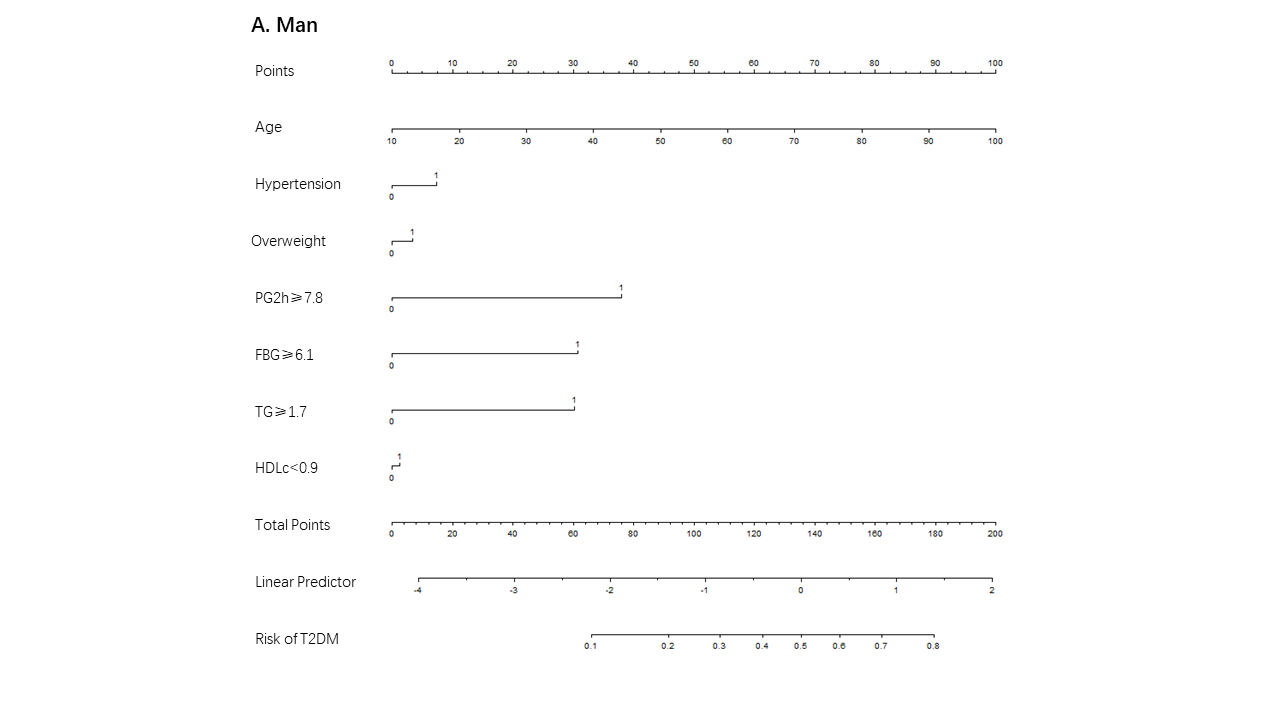 A. Man
Points 0 10 20 30 40 50 60 70 80 90 100
Age 10 20 30 40 50 60 70 80 90 100
Hypertension 0 1
Overweight 0 1
PG2h⩾7.8 0 1
FBG⩾6.1 0 1
TG⩾1.7 0 1
HDLc<0.9 0 1
Total Points 0 20 40 60 80 100 120 140 160 180 200
Linear Predictor -4 -3 -2 -1 0 1 2
Risk of T2DM 0.1 0.2 0.3 0.4 0.5 0.6 0.7 0.8